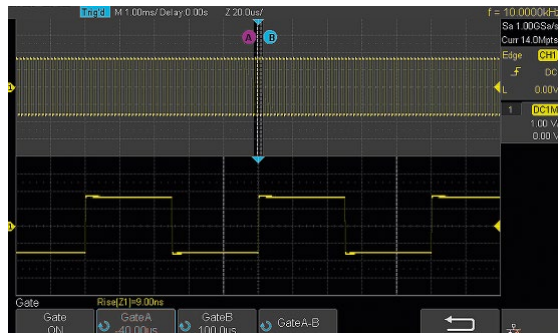 Trig'd M 1.00ms/ Delay:0.00s Z 20.0us/ f = 10.0000kHz
Sa 1.00GSa/s
Curr 14.0Mpts
A B
Edge CH1
DC
L 0.00V
1 DC1M
1.00 V/
0.00 V
1
1
Gate Rise[Z1]=9.00ns
Gate GateA GateB GateA-B
ON -40.00us 100.0us